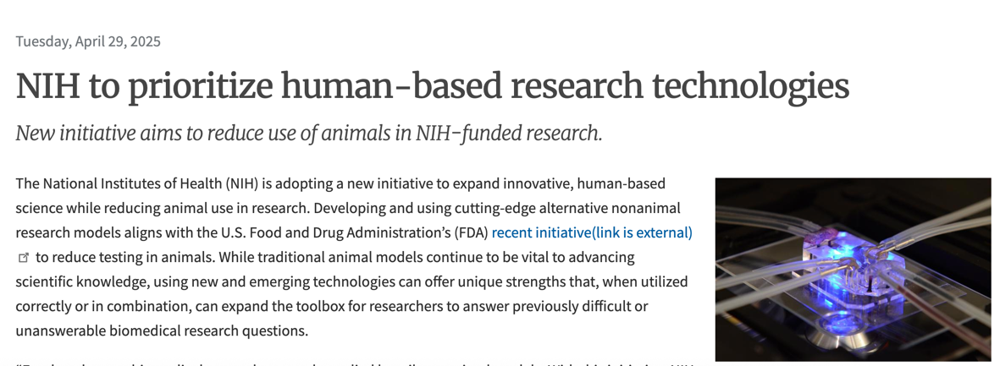 Tuesday, April 29, 2025
NIH to prioritize human-based research technologies
New initiative aims to reduce use of animals in NIH-funded research.
The National Institutes of Health (NIH) is adopting a new initiative to expand innovative, human-based
science while reducing animal use in research. Developing and using cutting-edge alternative nonanimal
research models aligns with the U.S. Food and Drug Administration’s (FDA) recent initiative(link is external)
to reduce testing in animals. While traditional animal models continue to be vital to advancing
scientific knowledge, using new and emerging technologies can offer unique strengths that, when utilized
correctly or in combination, can expand the toolbox for researchers to answer previously difficult or
unanswerable biomedical research questions.